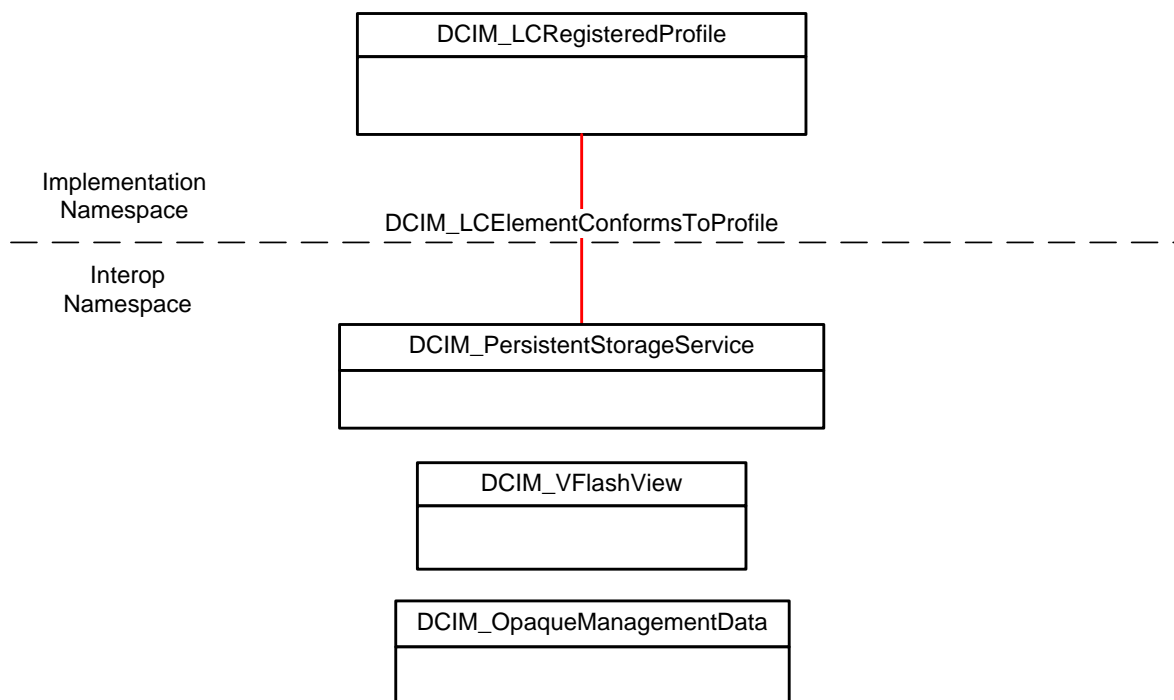 DCIM_LCRegisteredProfile
Implementation
Namespace
DCIM_LCElementConformsToProfile
Interop
Namespace
DCIM_PersistentStorageService
DCIM_VFlashView
DCIM_OpaqueManagementData